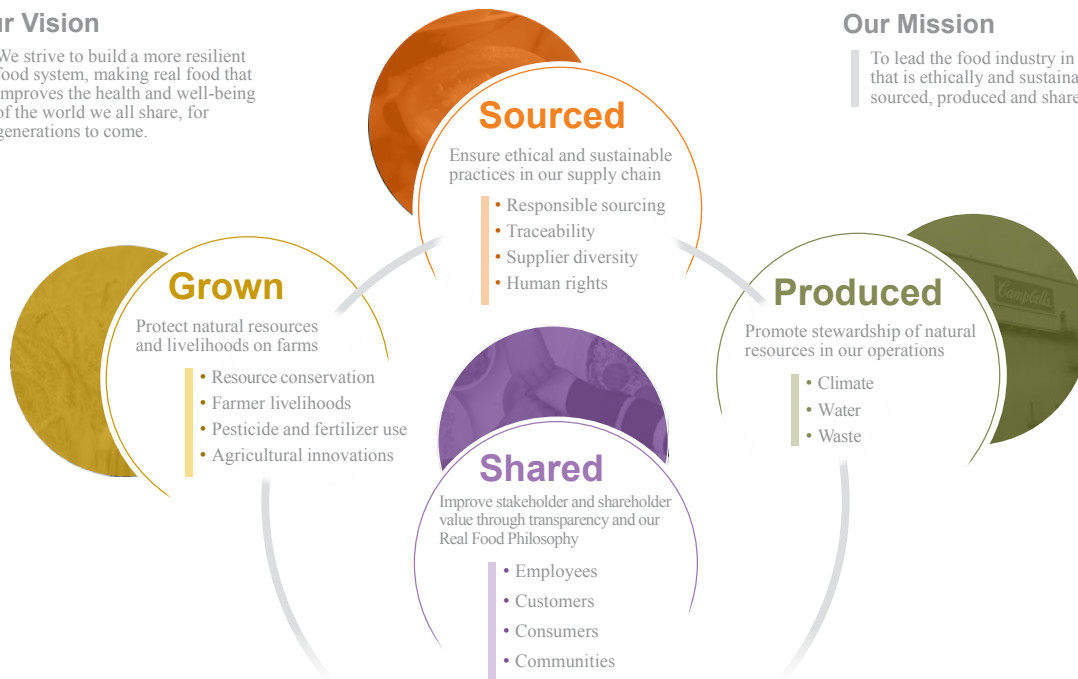 ur Vision
We strive to build a more resilient
food system, making real food that
improves the health and well-being
of the world we all share, for
generations to come.
Our Mission
To lead the food industry in
that is ethically and sustaina
sourced, produced and share
Sourced
Ensure ethical and sustainable
practices in our supply chain
• Responsible sourcing
• Traceability
• Supplier diversity
• Human rights
Grown
Protect natural resources
and livelihoods on farms
• Resource conservation
• Farmer livelihoods
• Pesticide and fertilizer use
• Agricultural innovations
Produced
Promote stewardship of natural
resources in our operations
• Climate
• Water
• Waste
Campbell's
Shared
Improve stakeholder and shareholder
value through transparency and our
Real Food Philosophy
• Employees
• Customers
• Consumers
• Communities